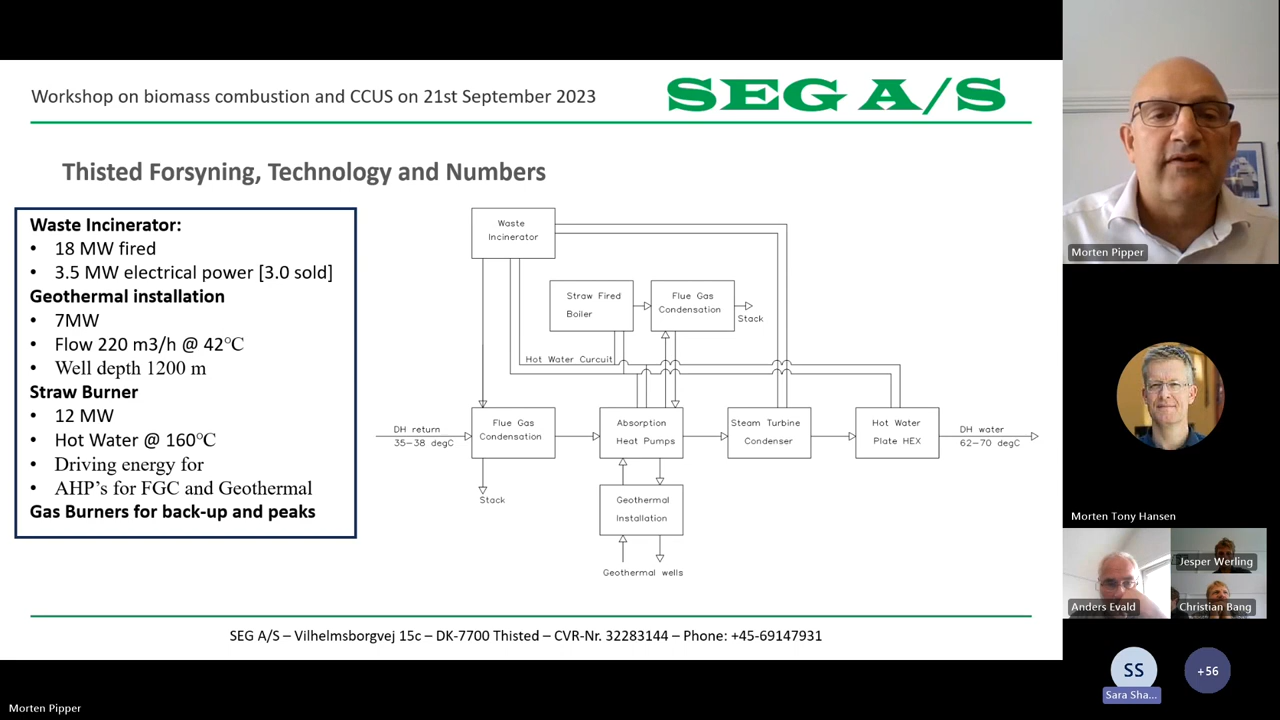 Workshop on biomass combustion and CCUS on 21st September 2023
SEG A/S
Thisted Forsyning, Technology and Numbers
Waste Incinerator:
• 18 MW fired
• 3.5 MW electrical power [3.0 sold]
Geothermal installation
• 7MW
• Flow 220 m3/h @ 42℃
• Well depth 1200 m
Straw Burner
• 12 MW
• Hot Water @ 160℃
• Driving energy for
• AHP's for FGC and Geothermal
Gas Burners for back-up and peaks
Waste
Incinerator
Straw Fired
Boiler
Flue Gas
Condensation
Stack
Hot Water Curcuit
DH return
35-38 degC
Flue Gas
Condensation
Absorption
Heat Pumps
Steam Turbine
Condenser
Hot Water
Plate HEX
DH water
62-70 degC
Stack
Geothermal
Installation
Geothermal wells
SEG A/S – Vilhelmsborgvej 15c – DK-7700 Thisted – CVR-Nr. 32283144 – Phone: +45-69147931
Morten Pipper
Morten Tony Hansen
Anders Evald
Jesper Werling
Christian Bang
SS
Sara Sha...
+56
Morten Pipper